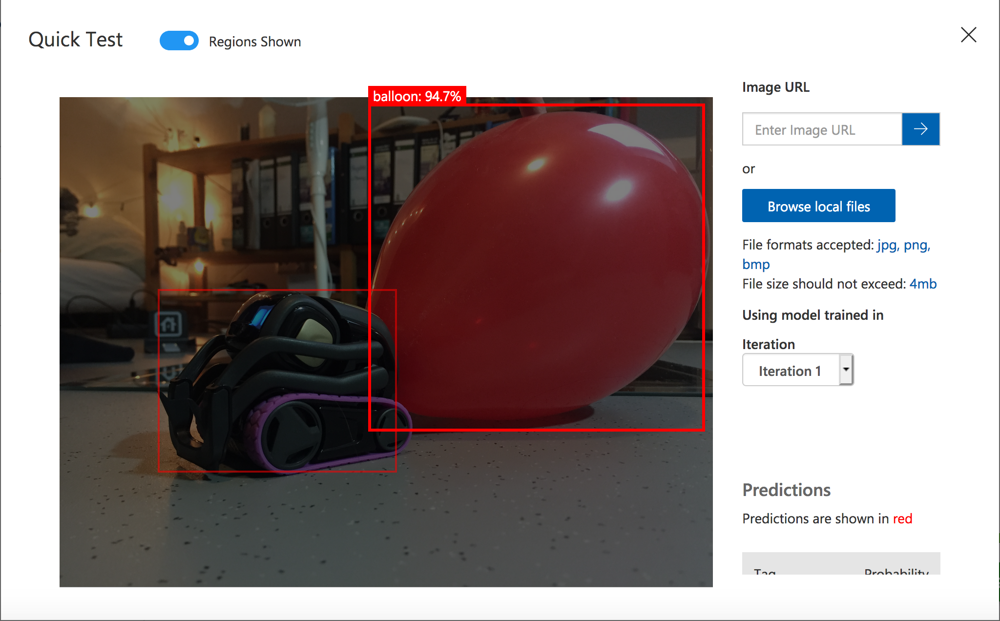 Quick Test
Regions Shown
balloon: 94.7%
Image URL
Enter Image URL
or
Browse local files
File formats accepted: jpg, png,
bmp
File size should not exceed: 4mb
Using model trained in
Iteration
Iteration 1
Predictions
Predictions are shown in red
Tag Probability